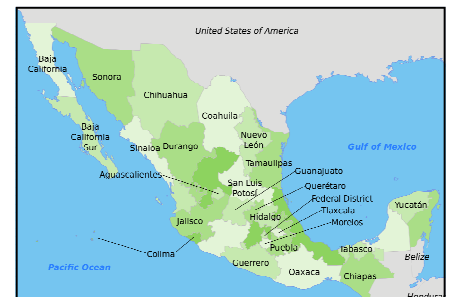 United States of America
Baja
California
Sonora
Chihuahua
Coahuila
Baja
California
Sur
Nuevo
León
Sinaloa
Durango
Tamaulipas
Gulf of Mexico
Aguascalientes
Guanajuato
San Luis
Potosí
Querétaro
Federal District
Yucatán
Jalisco
Hidalgo
Tlaxcala
Morelos
Colima
Puebla
Tabasco
Belize
Pacific Ocean
Guerrero
Oaxaca
Chiapas